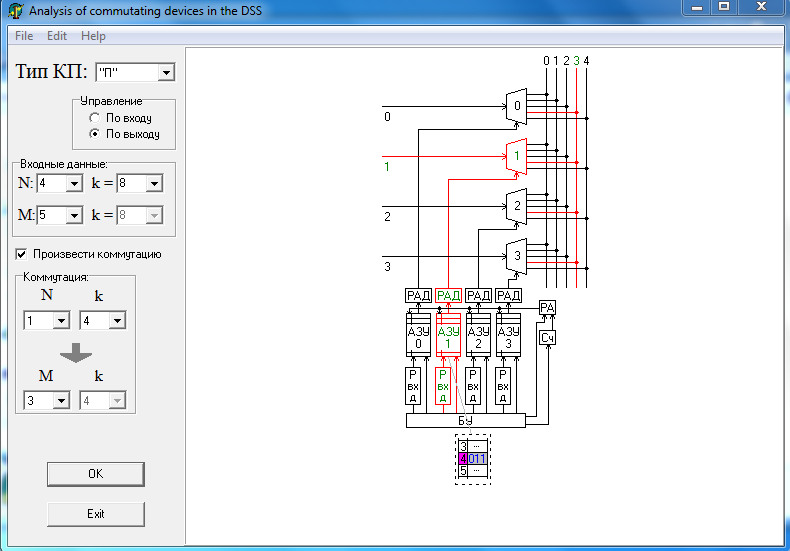 Analysis of commutating devices in the DSS
File Edit Help
Тип КП: "П"
Управление
По входу
По выходу
Входные данные:
N: 4 k = 8
M: 5 k = 8
Произвести коммутацию
Коммутация:
N k
1 4
M k
3 4
OK
Exit
0 1 2 3 4
0
0
1
1
2
2
3
3
РАД РАД РАД РАД
РА
АЗУ АЗУ АЗУ АЗУ
0 1 2 3
Сч
Р Р Р Р
вх вх вх вх
д д д д
БУ
3 ...
4 011
5 ...